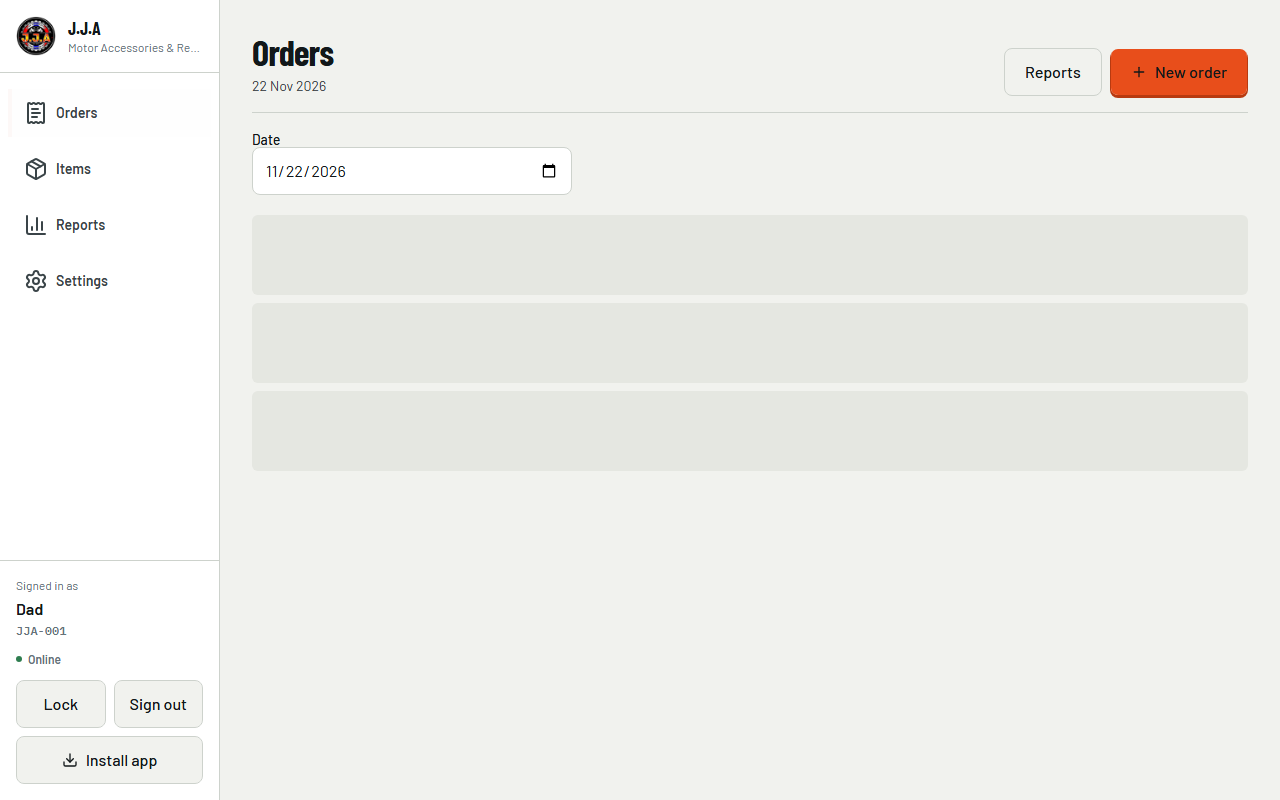 J.J.A
Motor Accessories & Re...
Orders
Items
Reports
Settings
Signed in as
Dad
JJA-001
Online
Lock
Sign out
Install app
Orders
22 Nov 2026
Reports
+ New order
Date
11/22/2026